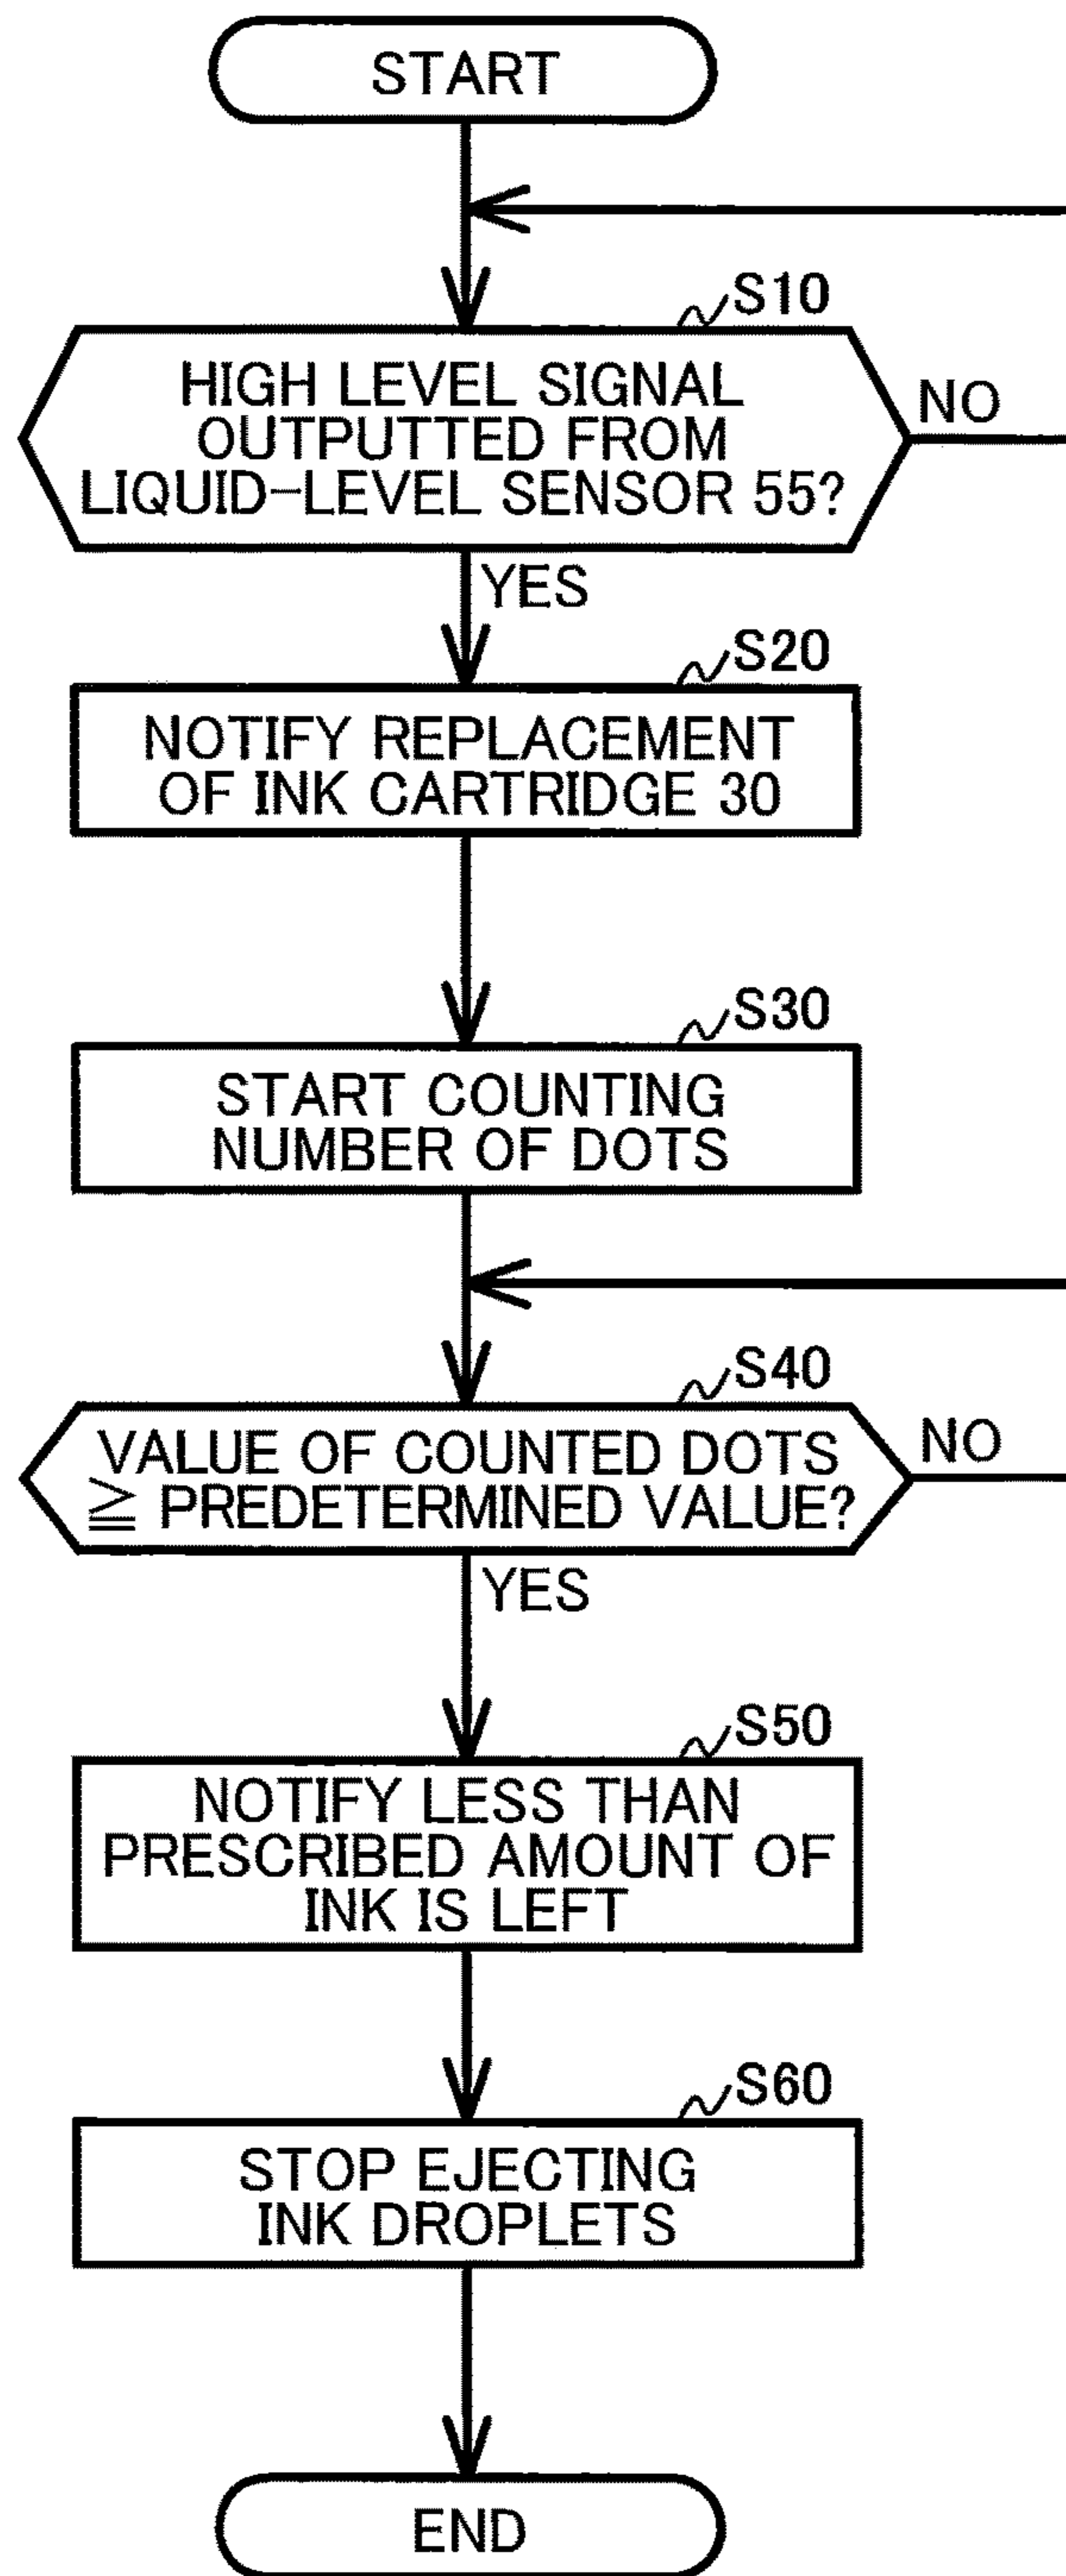 START
S10
HIGH LEVEL SIGNAL
OUTPUTTED FROM
LIQUID-LEVEL SENSOR 55?
NO
YES
S20
NOTIFY REPLACEMENT
OF INK CARTRIDGE 30
S30
START COUNTING
NUMBER OF DOTS
S40
VALUE OF COUNTED DOTS
≧ PREDETERMINED VALUE?
NO
YES
S50
NOTIFY LESS THAN
PRESCRIBED AMOUNT OF
INK IS LEFT
S60
STOP EJECTING
INK DROPLETS
END